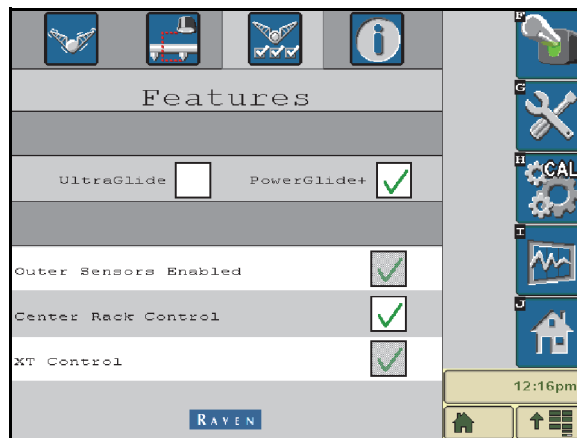 Features
F
G
UltraGlide PowerGlide+
H CAL
I
Outer Sensors Enabled
Center Rack Control
J
XT Control
12:16pm
RAVEN